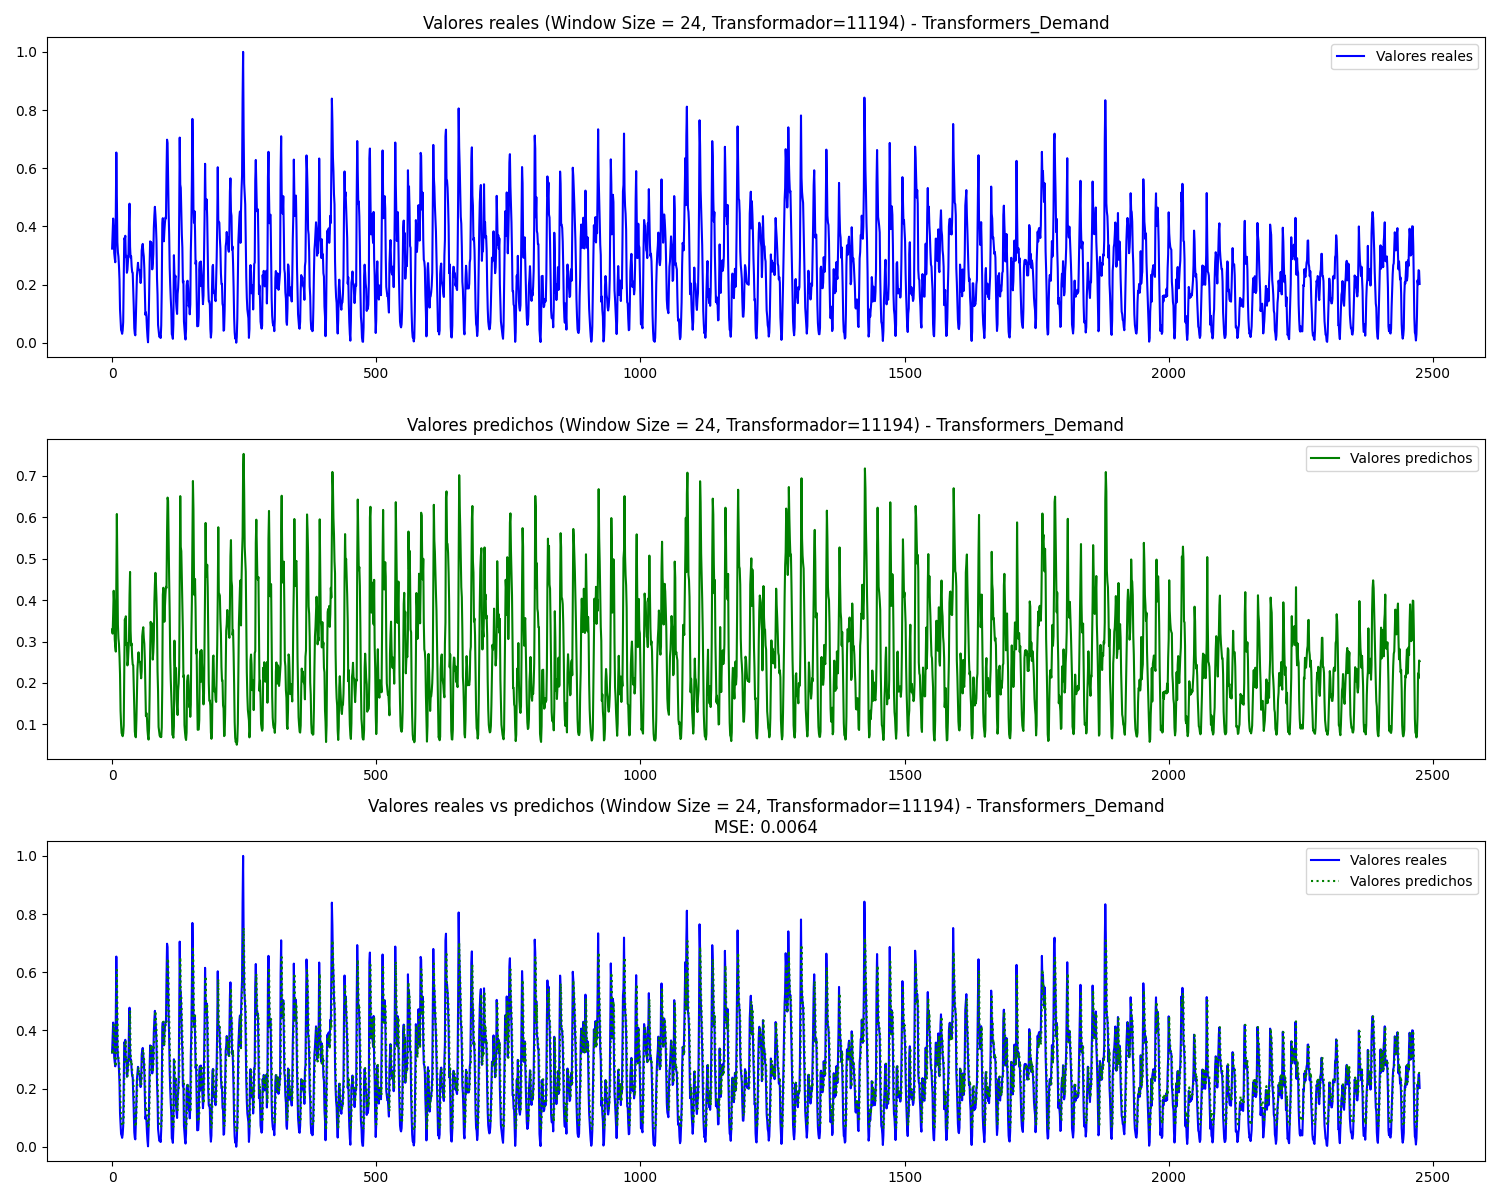 Valores reales (Window Size = 24, Transformador=11194) - Transformers_Demand
Valores reales
1.0
0.8
0.6
0.4
0.2
0.0
0 500 1000 1500 2000 2500
Valores predichos (Window Size = 24, Transformador=11194) - Transformers_Demand
Valores predichos
0.7
0.6
0.5
0.4
0.3
0.2
0.1
0 500 1000 1500 2000 2500
Valores reales vs predichos (Window Size = 24, Transformador=11194) - Transformers_Demand
MSE: 0.0064
Valores reales
Valores predichos
1.0
0.8
0.6
0.4
0.2
0.0
0 500 1000 1500 2000 2500